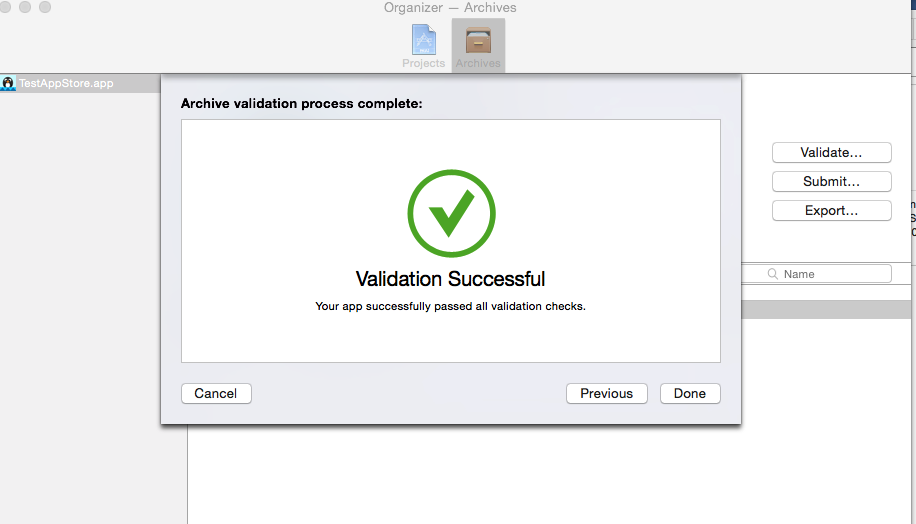 Organizer — Archives
Projects
Archives
TestAppStore.app
Archive validation process complete:
Validation Successful
Your app successfully passed all validation checks.
Cancel
Previous
Done
Validate...
Submit...
Export...
Name